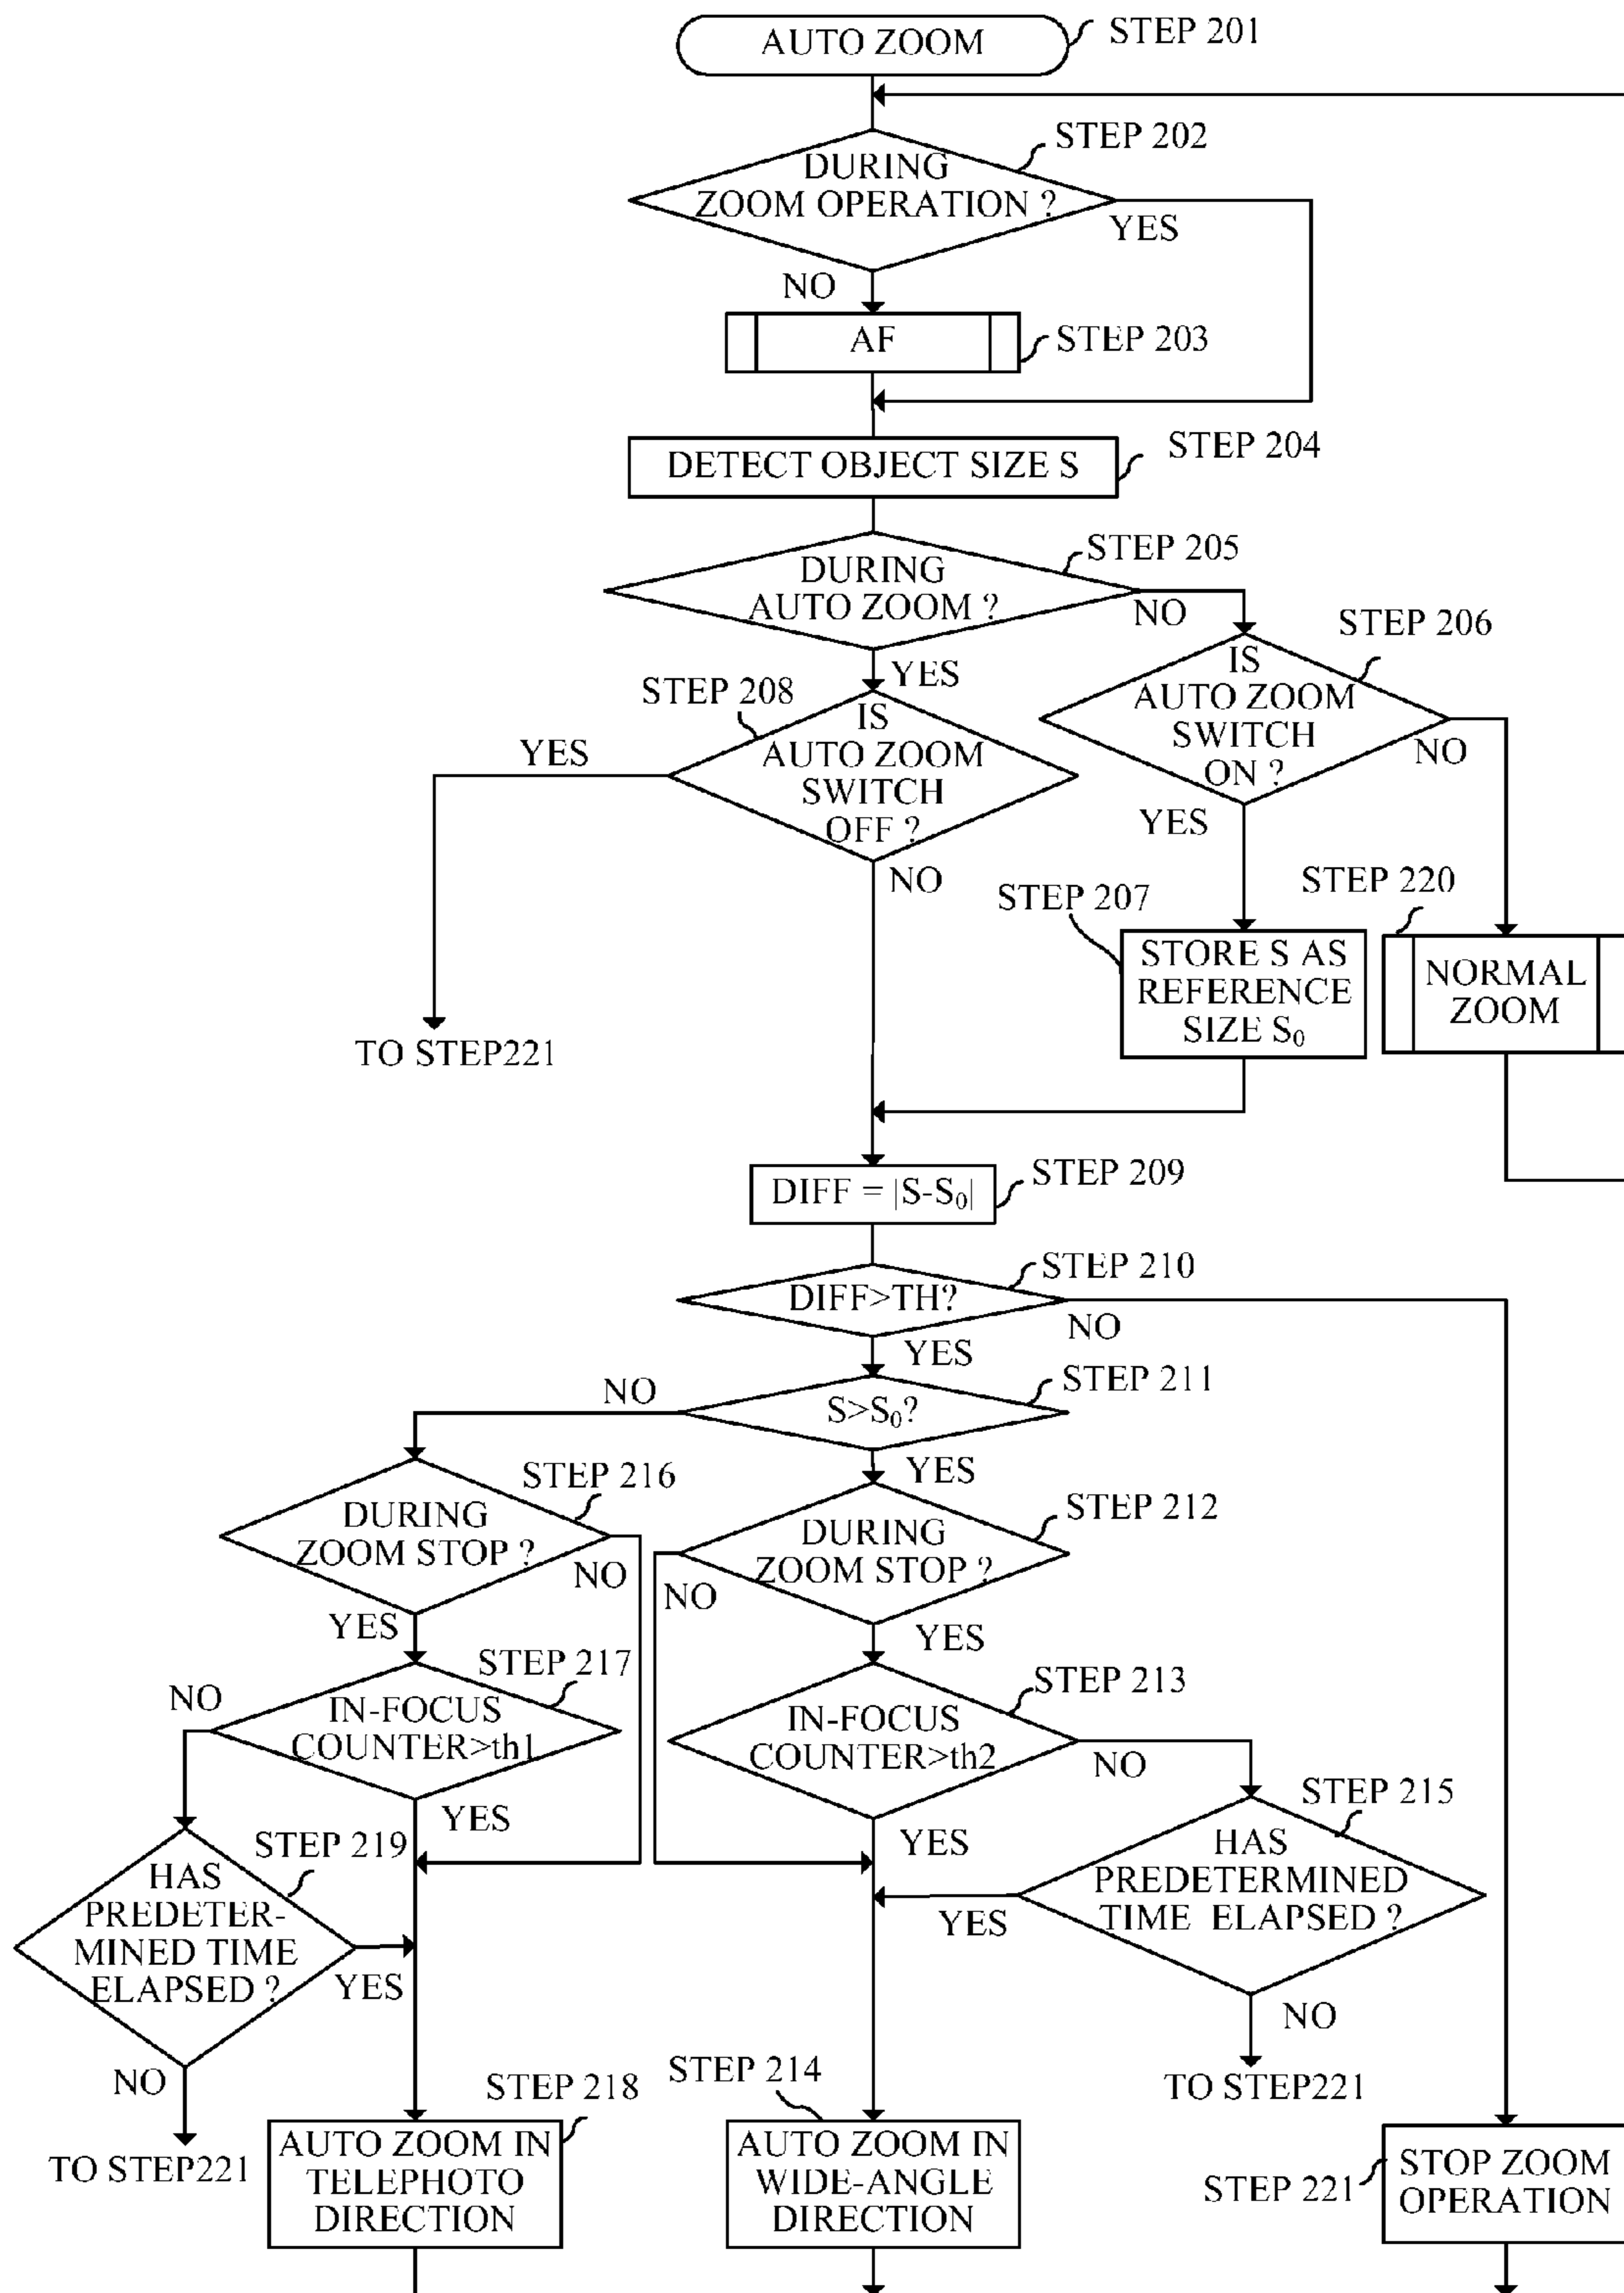 AUTO ZOOM
STEP 201
STEP 202
DURING
ZOOM OPERATION ?
YES
NO
AF
STEP 203
DETECT OBJECT SIZE S
STEP 204
STEP 205
DURING
AUTO ZOOM ?
NO
YES
STEP 206
IS
AUTO ZOOM
SWITCH
ON ?
NO
YES
STEP 208
IS
AUTO ZOOM
SWITCH
OFF ?
YES
NO
TO STEP221
STEP 207
STORE S AS
REFERENCE
SIZE S₀
STEP 220
NORMAL
ZOOM
DIFF = |S-S₀|
STEP 209
STEP 210
DIFF>TH?
NO
YES
STEP 211
S>S₀?
NO
YES
STEP 216
DURING
ZOOM STOP ?
NO
YES
STEP 212
DURING
ZOOM STOP ?
NO
YES
STEP 217
IN-FOCUS
COUNTER>th1
NO
YES
STEP 213
IN-FOCUS
COUNTER>th2
NO
YES
STEP 219
HAS
PREDETER-
MINED TIME
ELAPSED ?
YES
NO
TO STEP221
STEP 215
HAS
PREDETERMINED
TIME ELAPSED ?
YES
NO
TO STEP221
STEP 218
AUTO ZOOM IN
TELEPHOTO
DIRECTION
STEP 214
AUTO ZOOM IN
WIDE-ANGLE
DIRECTION
STEP 221
STOP ZOOM
OPERATION